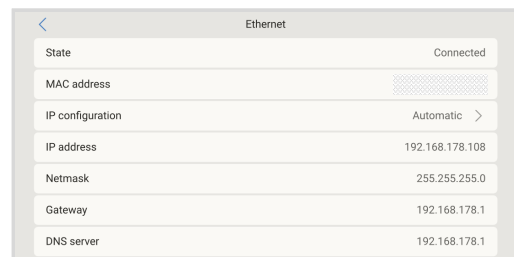 Ethernet
State Connected
MAC address
IP configuration Automatic
IP address 192.168.178.108
Netmask 255.255.255.0
Gateway 192.168.178.1
DNS server 192.168.178.1